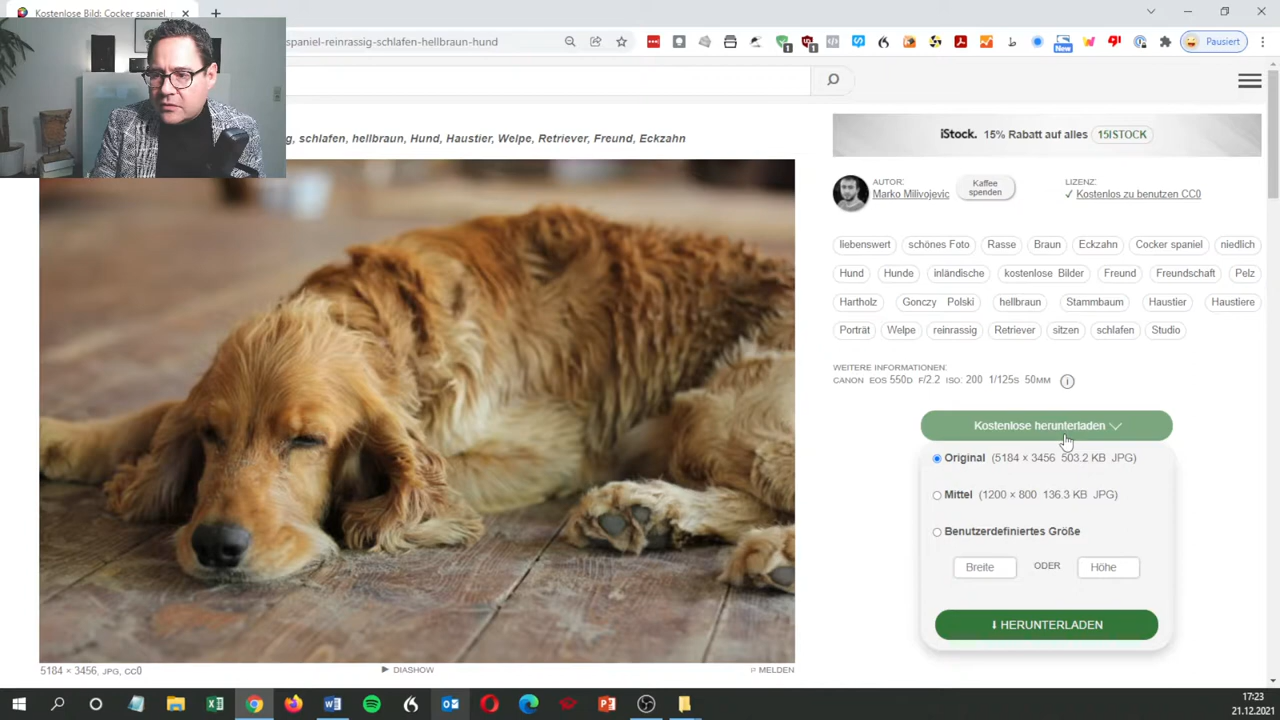 Kostenlose Bild: Cocker spaniel,
spaniel-reinrassig-schlafen-hellbraun-hund
1
1
New
Pausiert
g, schlafen, hellbraun, Hund, Haustier, Welpe, Retriever, Freund, Eckzahn
iStock. 15% Rabatt auf alles 15ISTOCK
AUTOR:
Marko Milivojevic
Kaffee
spenden
LIZENZ:
✓ Kostenlos zu benutzen CC0
liebenswert schönes Foto Rasse Braun Eckzahn Cocker spaniel niedlich
Hund Hunde inländische kostenlose Bilder Freund Freundschaft Pelz
Hartholz Gonczy Polski hellbraun Stammbaum Haustier Haustiere
Porträt Welpe reinrassig Retriever sitzen schlafen Studio
WEITERE INFORMATIONEN:
CANON EOS 550D F/2.2 ISO: 200 1/125S 50MM
Kostenlose herunterladen
Original (5184 × 3456 503.2 KB JPG)
Mittel (1200 × 800 136.3 KB JPG)
Benutzerdefiniertes Größe
Breite ODER Höhe
⬇ HERUNTERLADEN
5184 × 3456, JPG, CC0
DIASHOW
MELDEN
17:23
21.12.2021